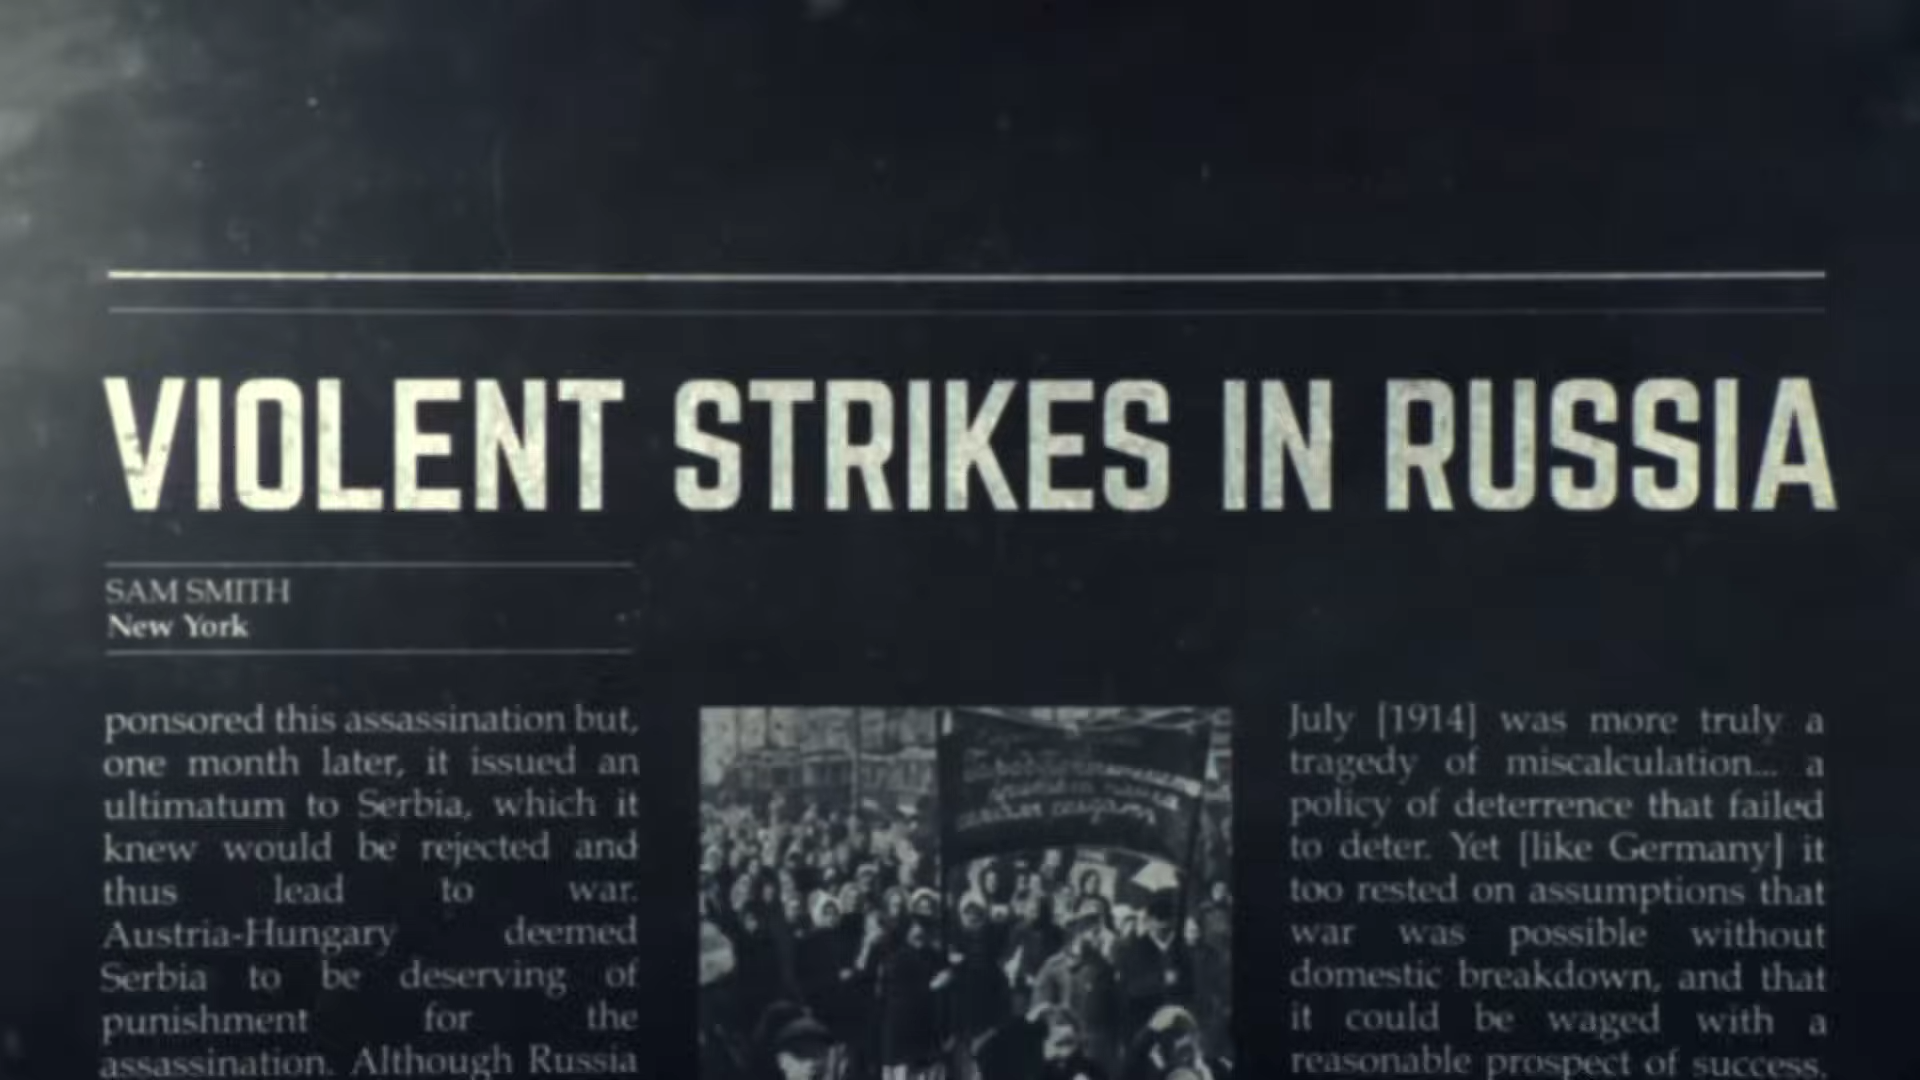 VIOLENT STRIKES IN RUSSIA
SAM SMITH
New York
ponsored this assassination but,
one month later, it issued an
ultimatum to Serbia, which it
knew would be rejected and
thus lead to war.
Austria-Hungary deemed
Serbia to be deserving of
punishment for the
assassination. Although Russia
July [1914] was more truly a
tragedy of miscalculation... a
policy of deterrence that failed
to deter. Yet [like Germany] it
too rested on assumptions that
war was possible without
domestic breakdown, and that
it could be waged with a
reasonable prospect of success.